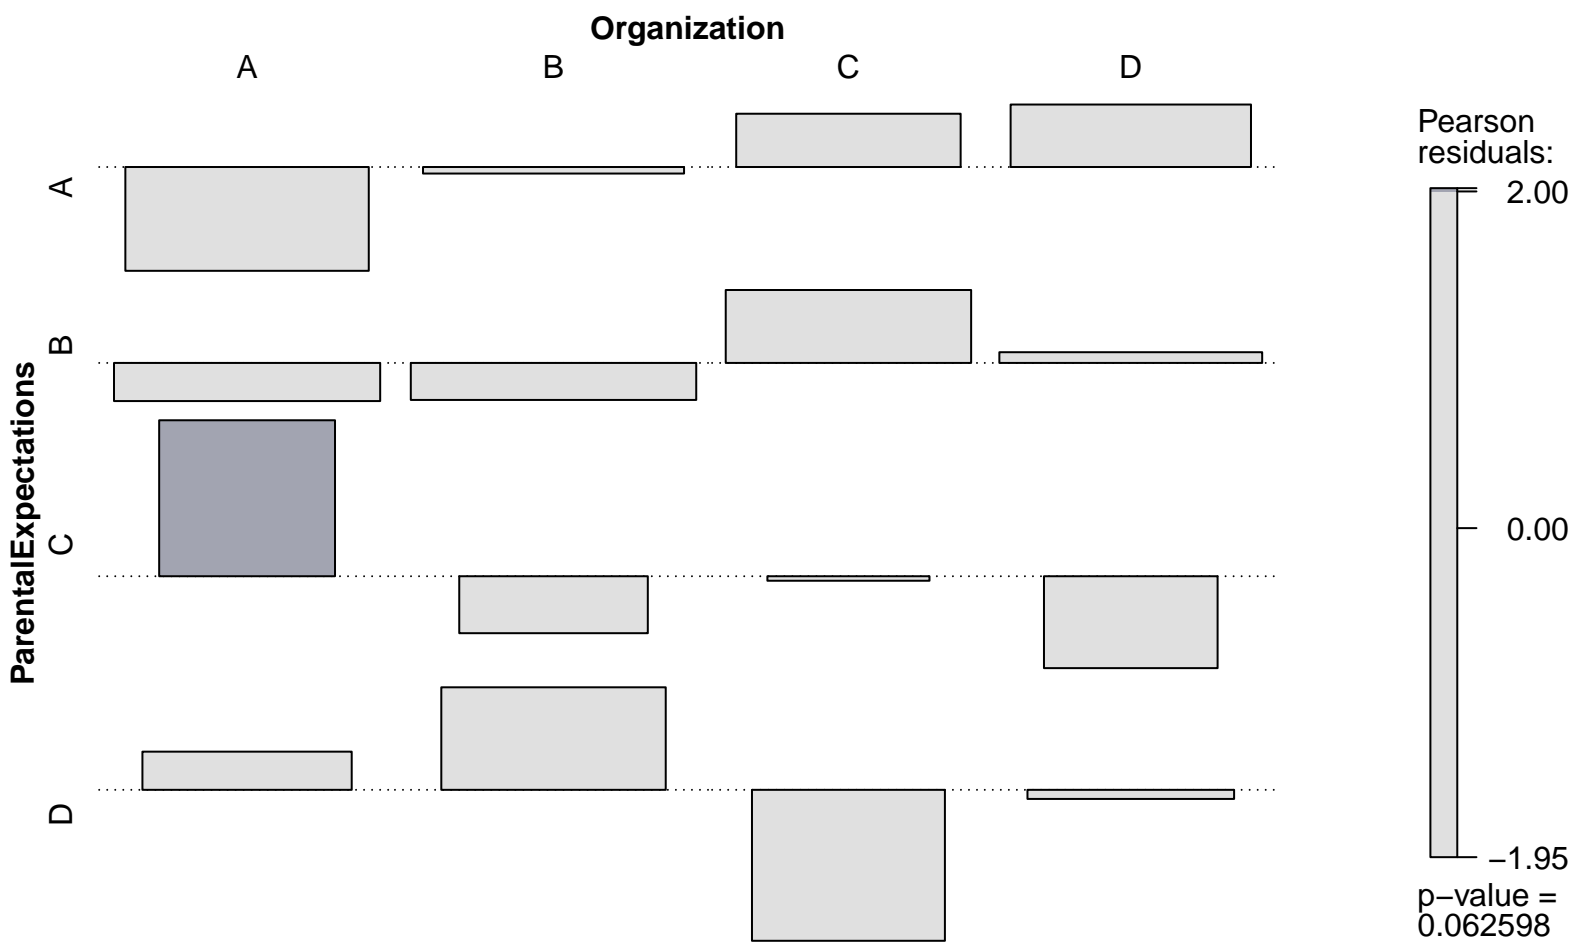 Organization
A B C D
ParentalExpectations
A
B
C
D
Pearson
residuals:
2.00
0.00
−1.95
p−value =
0.062598